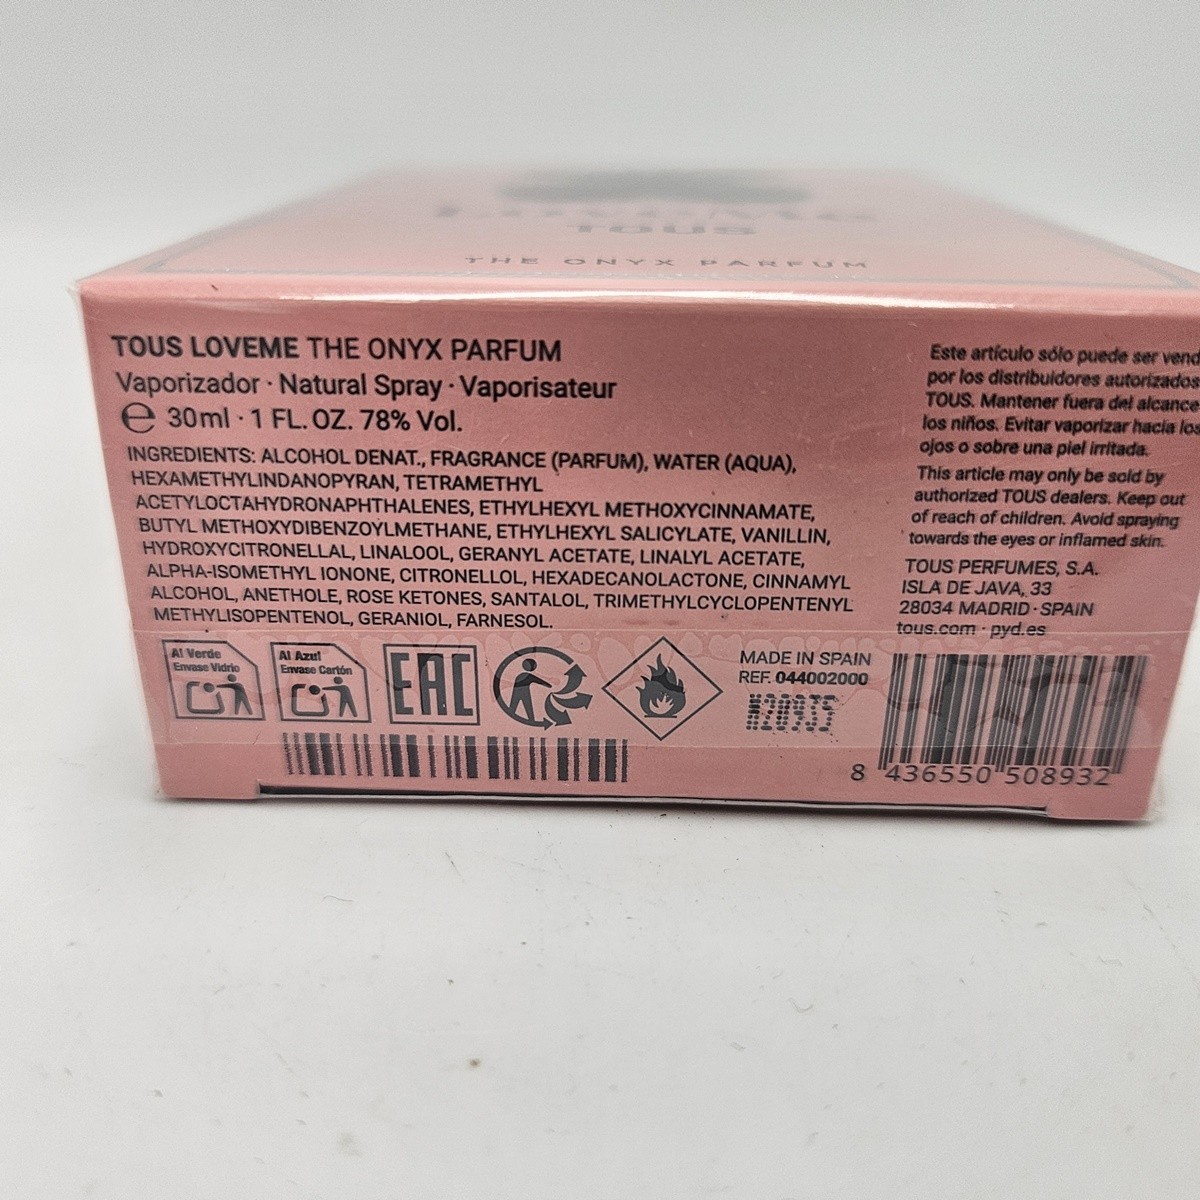 LoveMe
TOUS
THE ONYX PARFUM
TOUS LOVEME THE ONYX PARFUM
Vaporizador · Natural Spray · Vaporisateur
℮ 30ml · 1 FL. OZ. 78% Vol.
INGREDIENTS: ALCOHOL DENAT., FRAGRANCE (PARFUM), WATER (AQUA),
HEXAMETHYLINDANOPYRAN, TETRAMETHYL
ACETYLOCTAHYDRONAPHTHALENES, ETHYLHEXYL METHOXYCINNAMATE,
BUTYL METHOXYDIBENZOYLMETHANE, ETHYLHEXYL SALICYLATE, VANILLIN,
HYDROXYCITRONELLAL, LINALOOL, GERANYL ACETATE, LINALYL ACETATE,
ALPHA-ISOMETHYL IONONE, CITRONELLOL, HEXADECANOLACTONE, CINNAMYL
ALCOHOL, ANETHOLE, ROSE KETONES, SANTALOL, TRIMETHYLCYCLOPENTENYL
METHYLISOPENTENOL, GERANIOL, FARNESOL.
Al Verde
Envase Vidrio
Al Azul
Envase Cartón
EAC
Este artículo sólo puede ser vend
por los distribuidores autorizados
TOUS. Mantener fuera del alcance
los niños. Evitar vaporizar hacia los
ojos o sobre una piel irritada.
This article may only be sold by
authorized TOUS dealers. Keep out
of reach of children. Avoid spraying
towards the eyes or inflamed skin.
TOUS PERFUMES, S.A.
ISLA DE JAVA, 33
28034 MADRID · SPAIN
tous.com · pyd.es
MADE IN SPAIN
REF. 044002000
8 436550 508932